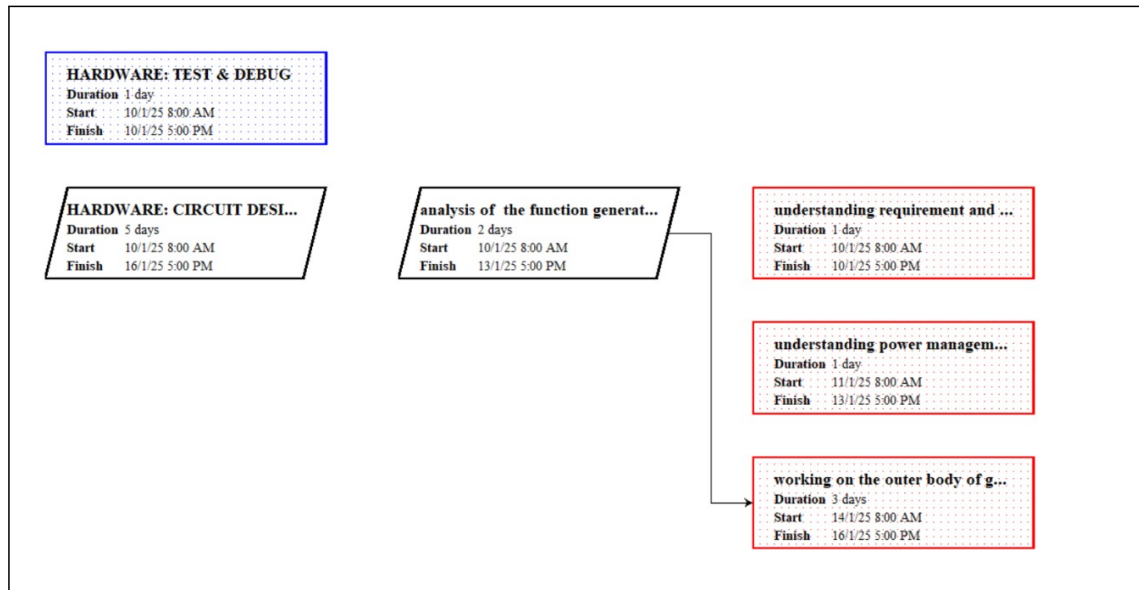 HARDWARE: TEST & DEBUG
Duration 1 day
Start 10/1/25 8:00 AM
Finish 10/1/25 5:00 PM
HARDWARE: CIRCUIT DESI...
Duration 5 days
Start 10/1/25 8:00 AM
Finish 16/1/25 5:00 PM
analysis of the function generat...
Duration 2 days
Start 10/1/25 8:00 AM
Finish 13/1/25 5:00 PM
understanding requirement and ...
Duration 1 day
Start 10/1/25 8:00 AM
Finish 10/1/25 5:00 PM
understanding power managem...
Duration 1 day
Start 11/1/25 8:00 AM
Finish 13/1/25 5:00 PM
working on the outer body of g...
Duration 3 days
Start 14/1/25 8:00 AM
Finish 16/1/25 5:00 PM